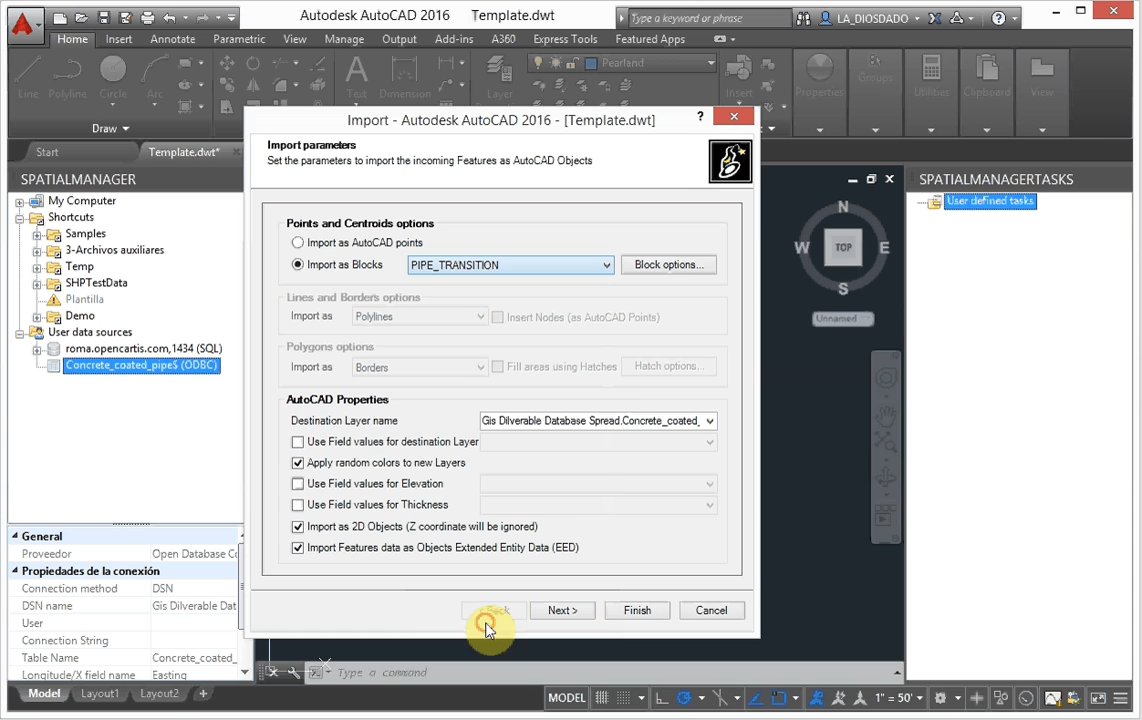 Autodesk AutoCAD 2016 Template.dwt
Type a keyword or phrase
LA_DIOSDADO
Home Insert Annotate Parametric View Manage Output Add-ins A360 Express Tools Featured Apps
Pearland
Line Polyline Circle Arc Text Dimension Layer Insert Properties Groups Utilities Clipboard View
Draw
Start Template.dwt*
Import - Autodesk AutoCAD 2016 - [Template.dwt]
Import parameters
Set the parameters to import the incoming Features as AutoCAD Objects
SPATIALMANAGER
My Computer
Shortcuts
Samples
3-Archivos auxiliares
Temp
SHPTestData
Plantilla
Demo
User data sources
roma.opencartis.com,1434 (SQL)
Concrete_coated_pipe$ (ODBC)
General
Proveedor Open Database Co
Propiedades de la conexión
Connection method DSN
DSN name Gis Dilverable Dat
User
Connection String
Table Name Concrete_coated_
Longitude/X field name Easting
Points and Centroids options
Import as AutoCAD points
Import as Blocks PIPE_TRANSITION Block options...
Lines and Borders options
Import as Polylines Insert Nodes (as AutoCAD Points)
Polygons options
Import as Borders Fill areas using Hatches Hatch options...
AutoCAD Properties
Destination Layer name Gis Dilverable Database Spread.Concrete_coated_
Use Field values for destination Layer
Apply random colors to new Layers
Use Field values for Elevation
Use Field values for Thickness
Import as 2D Objects (Z coordinate will be ignored)
Import Features data as Objects Extended Entity Data (EED)
Next > Finish Cancel
N
W TOP E
S
Unnamed
SPATIALMANAGERTASKS
User defined tasks
Type a command
Model Layout1 Layout2 +
MODEL 1" = 50'